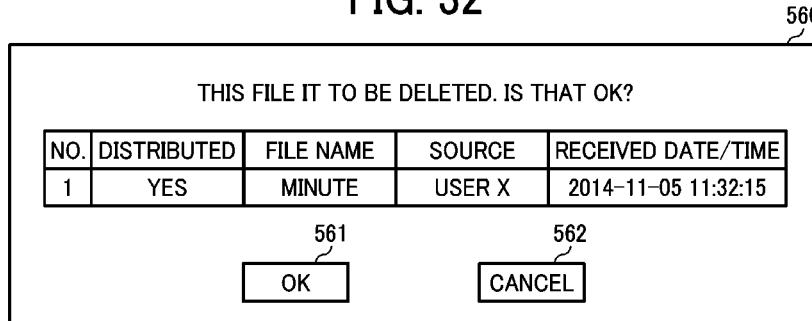 FIG. 32
560
THIS FILE IT TO BE DELETED. IS THAT OK?
NO. DISTRIBUTED FILE NAME SOURCE RECEIVED DATE/TIME
1 YES MINUTE USER X 2014-11-05 11:32:15
561 562
OK CANCEL